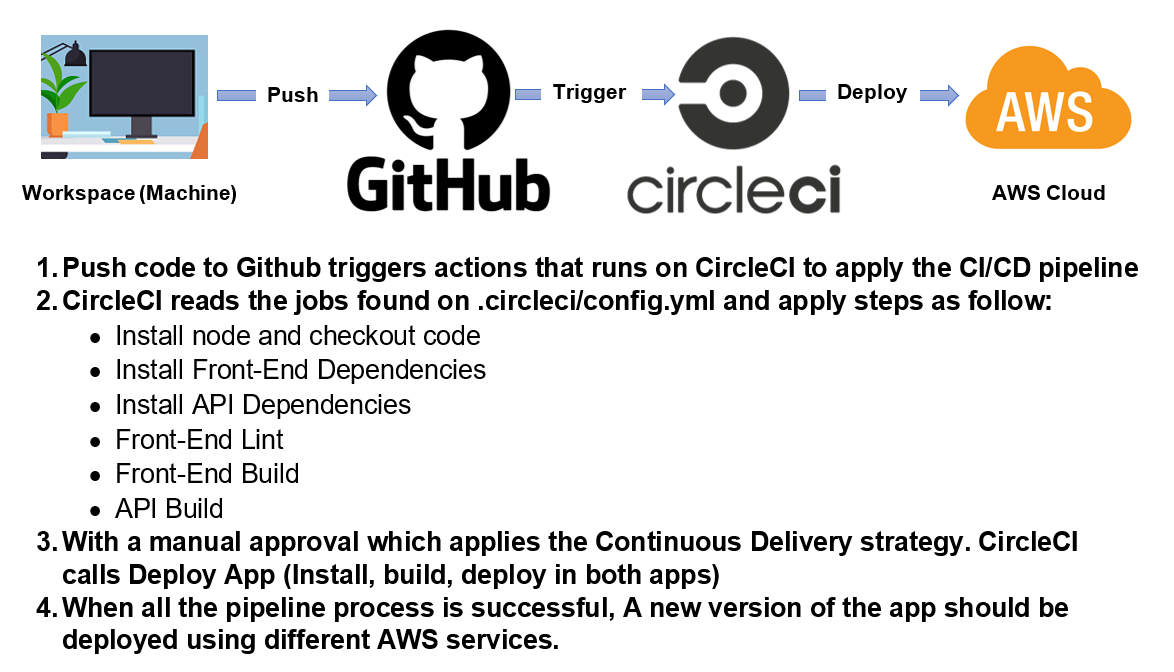 Push
Trigger
Deploy
AWS
GitHub
circleci
Workspace (Machine)
AWS Cloud
1. Push code to Github triggers actions that runs on CircleCI to apply the CI/CD pipeline
2. CircleCI reads the jobs found on .circleci/config.yml and apply steps as follow:
• Install node and checkout code
• Install Front-End Dependencies
• Install API Dependencies
• Front-End Lint
• Front-End Build
• API Build
3. With a manual approval which applies the Continuous Delivery strategy. CircleCI
calls Deploy App (Install, build, deploy in both apps)
4. When all the pipeline process is successful, A new version of the app should be
deployed using different AWS services.